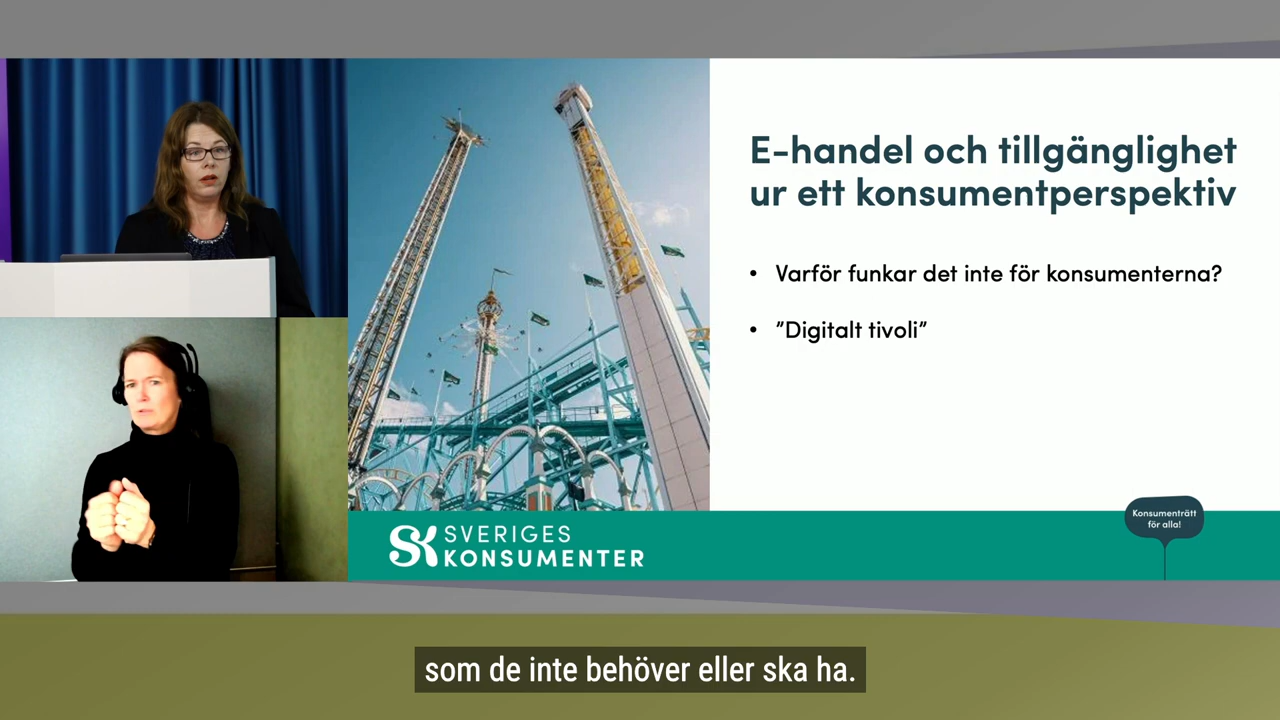 E-handel och tillgänglighet
ur ett konsumentperspektiv
• Varför funkar det inte för konsumenterna?
• ”Digitalt tivoli”
SK SVERIGES
KONSUMENTER
Konsumenträtt
för alla!
som de inte behöver eller ska ha.